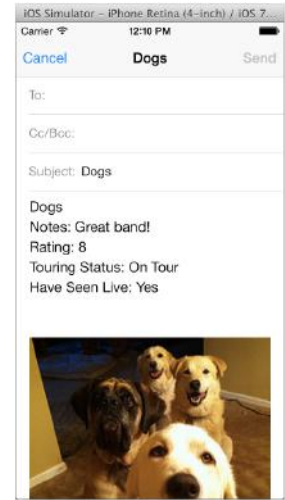 iOS Simulator – iPhone Retina (4-inch) / iOS 7...
Carrier 12:10 PM
Cancel Dogs Send
To:
Cc/Bcc:
Subject: Dogs
Dogs
Notes: Great band!
Rating: 8
Touring Status: On Tour
Have Seen Live: Yes